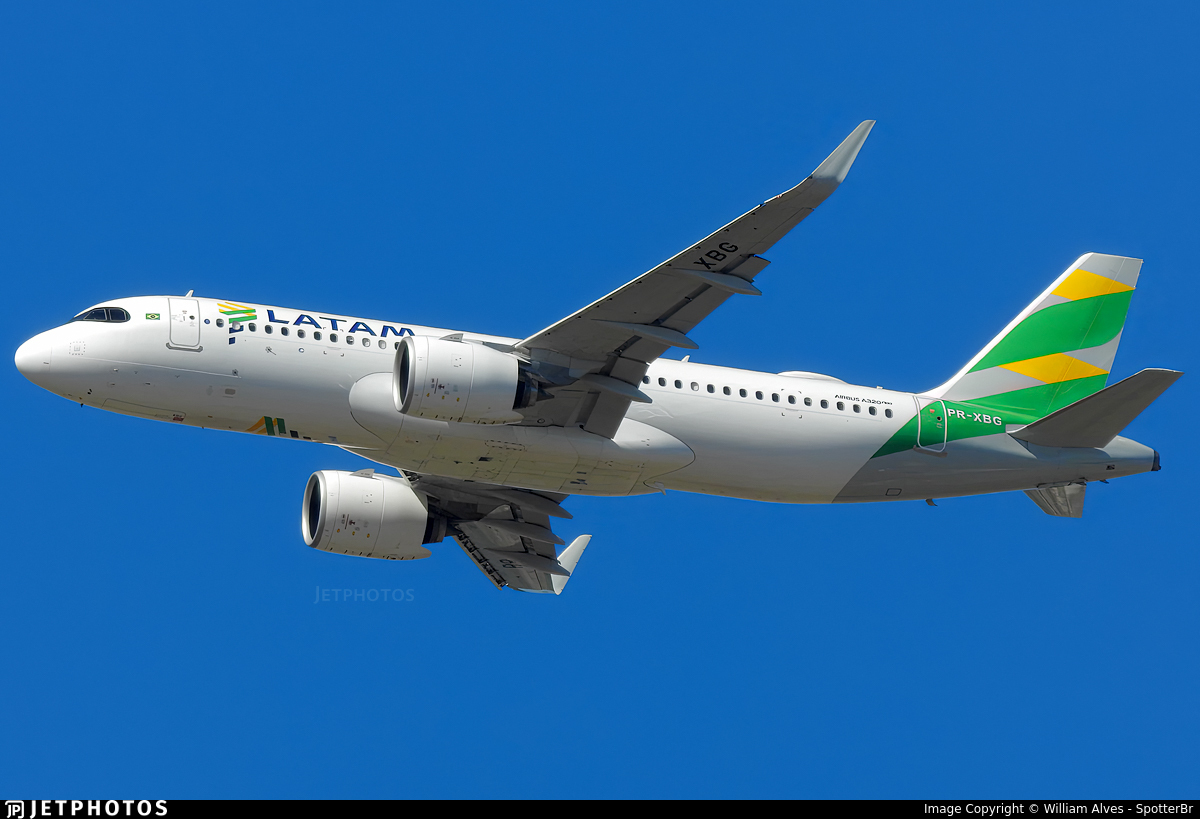 XBG
LATAM
AIRBUS A320neo
PR-XBG
JETPHOTOS
JETPHOTOS
Image Copyright © William Alves - SpotterBr